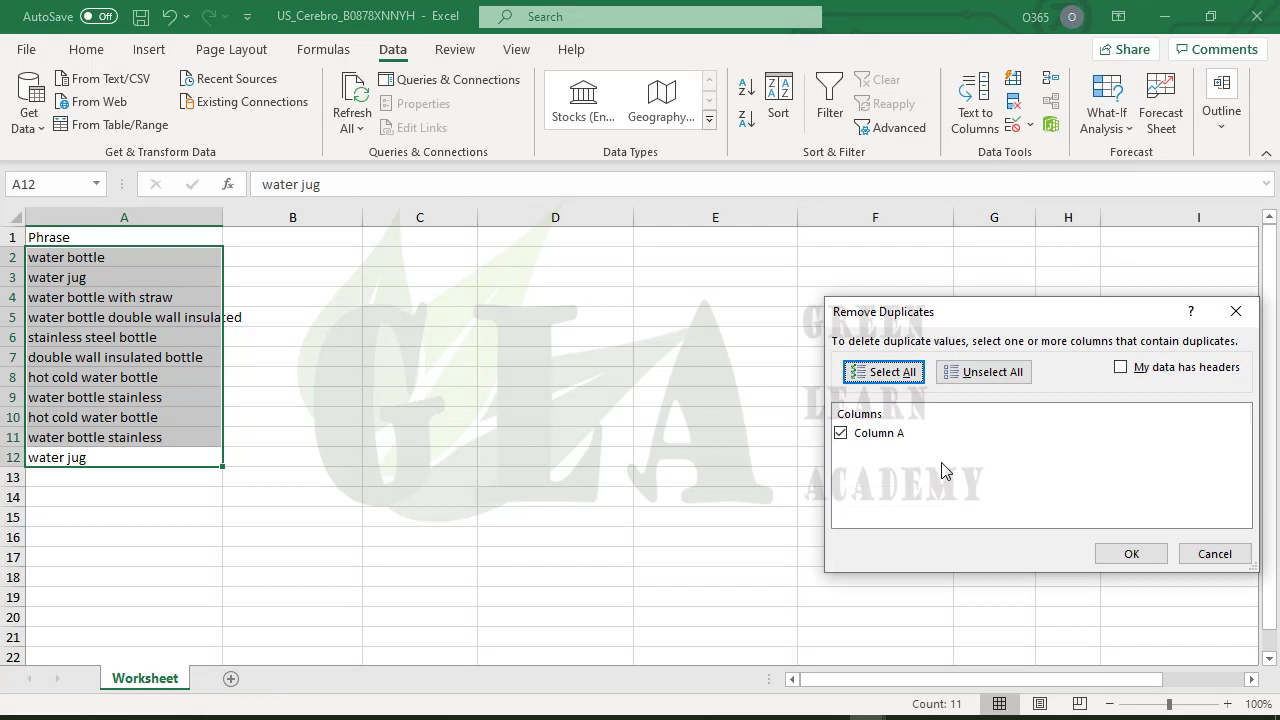 AutoSave Off US_Cerebro_B0878XNNYH - Excel Search O365 O
File Home Insert Page Layout Formulas Data Review View Help Share Comments
Get Data
From Text/CSV
From Web
From Table/Range
Recent Sources
Existing Connections
Get & Transform Data
Refresh All
Queries & Connections
Properties
Edit Links
Queries & Connections
Stocks (En...
Geography...
Data Types
Sort
Filter
Clear
Reapply
Advanced
Sort & Filter
Text to Columns
Data Tools
What-If Analysis
Forecast Sheet
Forecast
Outline
A12 fx water jug
A B C D E F G H I
1 Phrase
2 water bottle
3 water jug
4 water bottle with straw
5 water bottle double wall insulated
6 stainless steel bottle
7 double wall insulated bottle
8 hot cold water bottle
9 water bottle stainless
10 hot cold water bottle
11 water bottle stainless
12 water jug
13
14
15
16
17
18
19
20
21
22
GLA
GREEN
LEARN
ACADEMY
Remove Duplicates ?
To delete duplicate values, select one or more columns that contain duplicates.
Select All Unselect All My data has headers
Columns
Column A
OK Cancel
Worksheet
Count: 11 100%